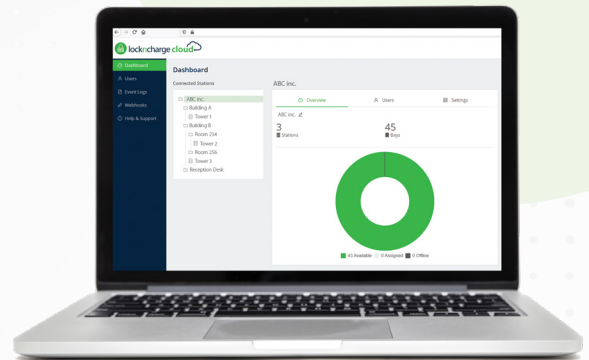 lockncharge cloud
Dashboard
Users
Event Logs
Webhooks
Help & Support
Dashboard
Connected Stations
ABC inc.
Building A
Tower 1
Building B
Room 234
Tower 2
Room 256
Tower 3
Reception Desk
ABC inc.
Overview Users Settings
ABC inc.
3 45
Stations Bays
45 Available 0 Assigned 0 Offline